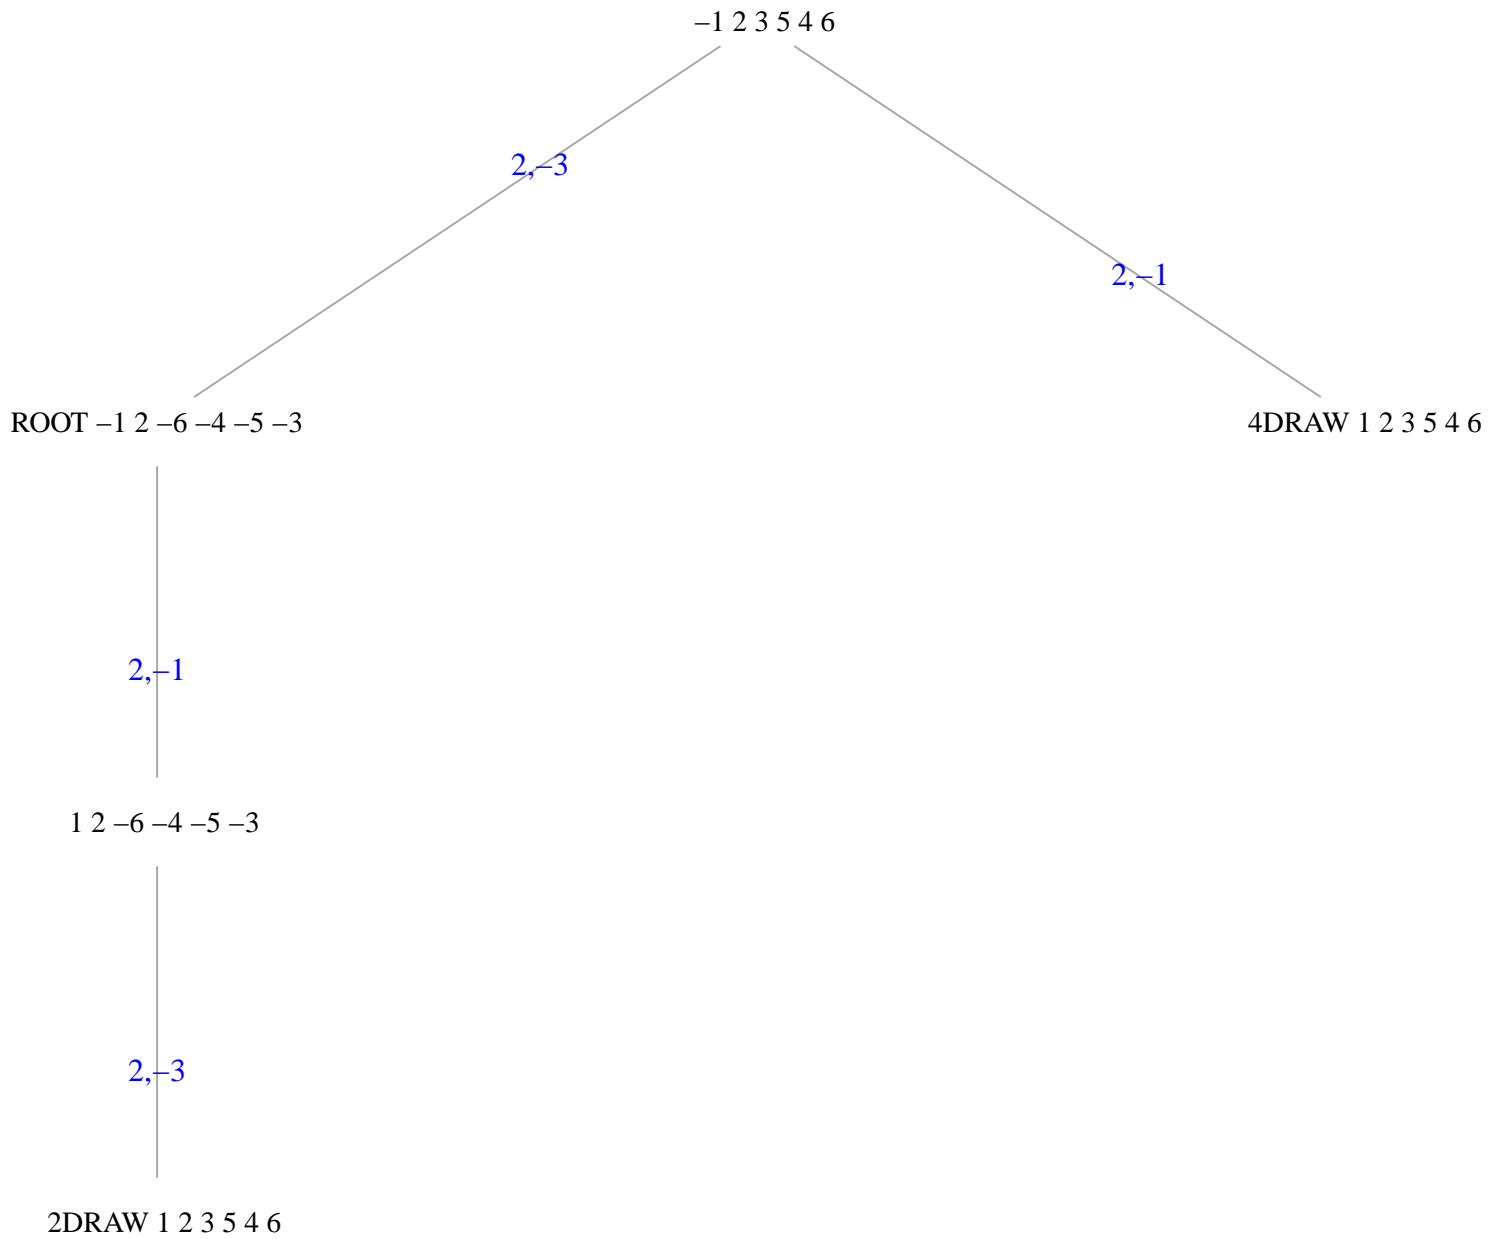 –1 2 3 5 4 6
2,–3
2,–1
ROOT –1 2 –6 –4 –5 –3
4DRAW 1 2 3 5 4 6
2,–1
1 2 –6 –4 –5 –3
2,–3
2DRAW 1 2 3 5 4 6